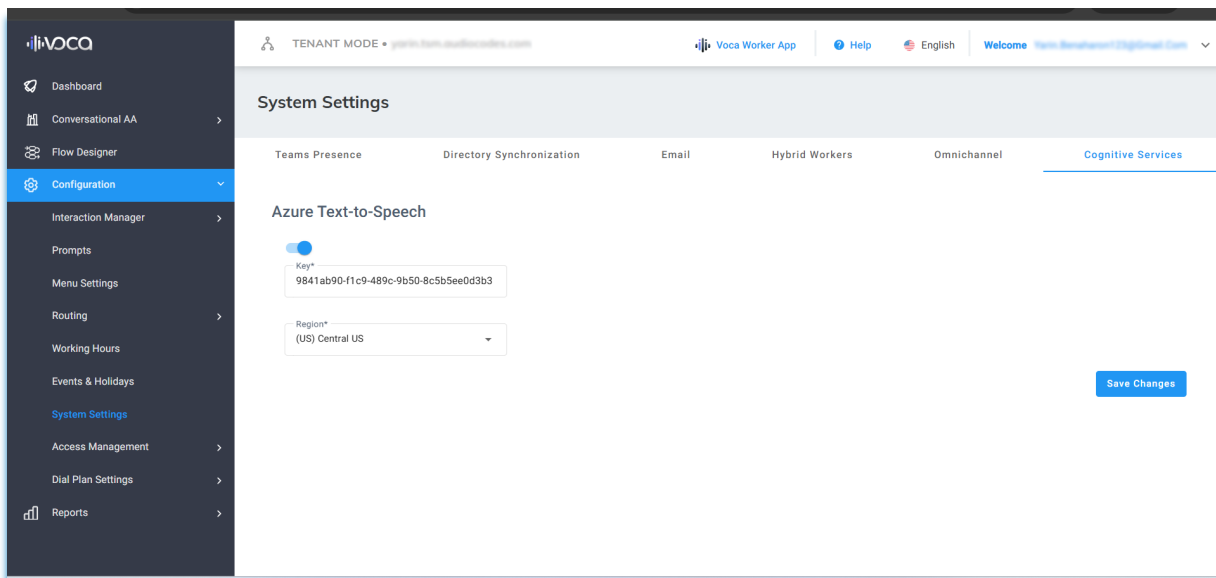 voca
TENANT MODE •
Voca Worker App
Help
English
Welcome
Dashboard
Conversational AA
Flow Designer
Configuration
Interaction Manager
Prompts
Menu Settings
Routing
Working Hours
Events & Holidays
System Settings
Access Management
Dial Plan Settings
Reports
System Settings
Teams Presence
Directory Synchronization
Email
Hybrid Workers
Omnichannel
Cognitive Services
Azure Text-to-Speech
Key*
9841ab90-f1c9-489c-9b50-8c5b5ee0d3b3
Region*
(US) Central US
Save Changes